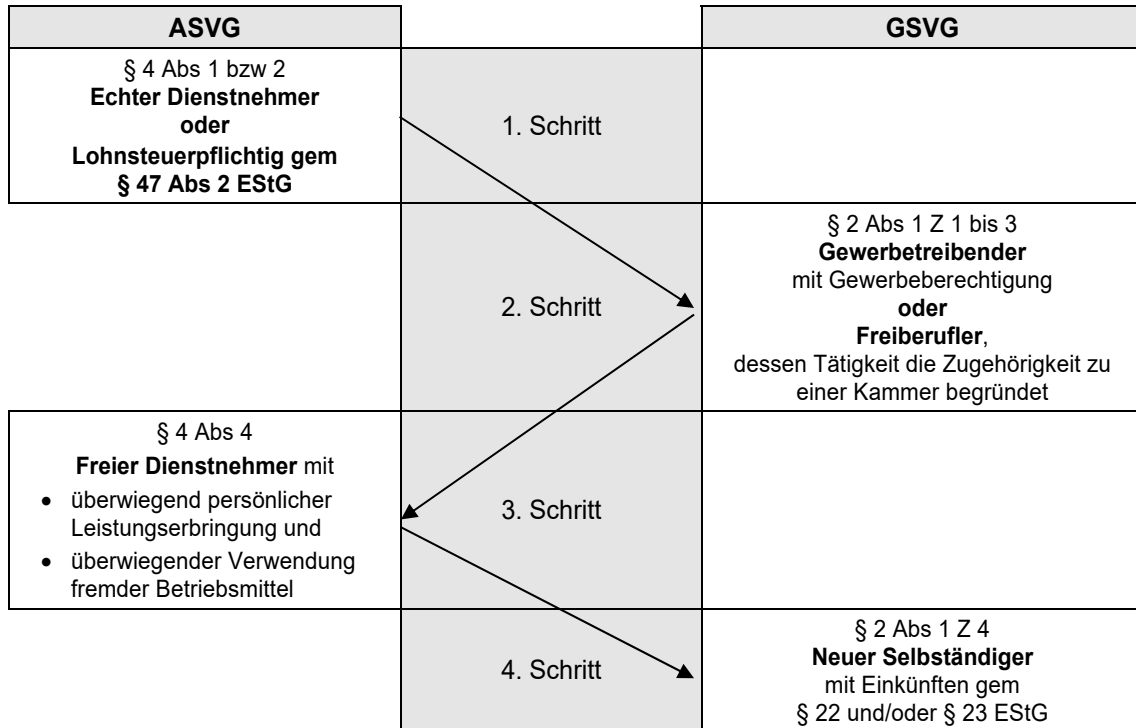 ASVG
GSVG
§ 4 Abs 1 bzw 2
Echter Dienstnehmer
oder
Lohnsteuerpflichtig gem
§ 47 Abs 2 EStG
1. Schritt
2. Schritt
§ 2 Abs 1 Z 1 bis 3
Gewerbetreibender
mit Gewerbeberechtigung
oder
Freiberufler,
dessen Tätigkeit die Zugehörigkeit zu
einer Kammer begründet
§ 4 Abs 4
Freier Dienstnehmer mit
• überwiegend persönlicher
Leistungserbringung und
• überwiegender Verwendung
fremder Betriebsmittel
3. Schritt
4. Schritt
§ 2 Abs 1 Z 4
Neuer Selbständiger
mit Einkünften gem
§ 22 und/oder § 23 EStG